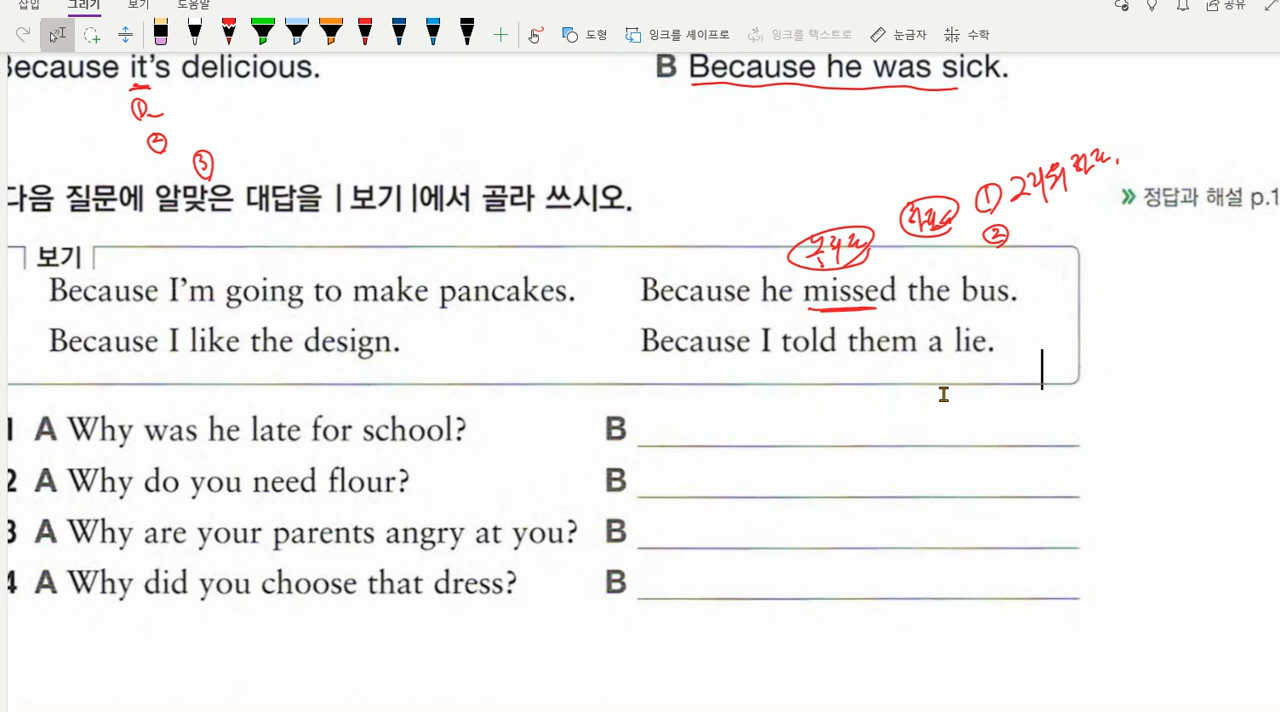 삽입 그리기 보기 도움말
공유
도형 잉크를 셰이프로 잉크를 텍스트로 눈금자 수학
Because it's delicious. B Because he was sick.
①
②
③
다음 질문에 알맞은 대답을 | 보기 |에서 골라 쓰시오.
①
②
» 정답과 해설 p.1
보기
Because I'm going to make pancakes. Because he missed the bus.
Because I like the design. Because I told them a lie.
1 A Why was he late for school? B
2 A Why do you need flour? B
3 A Why are your parents angry at you? B
4 A Why did you choose that dress? B